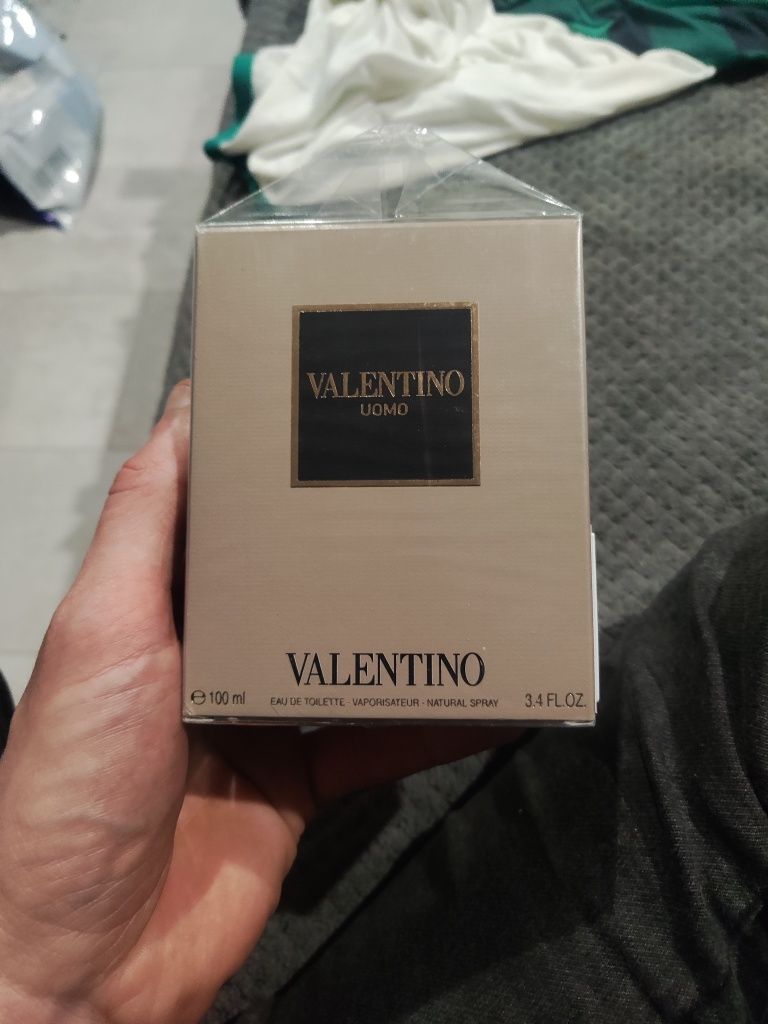 VALENTINO
UOMO
VALENTINO
℮ 100 ml EAU DE TOILETTE - VAPORISATEUR - NATURAL SPRAY 3.4 FL.OZ.